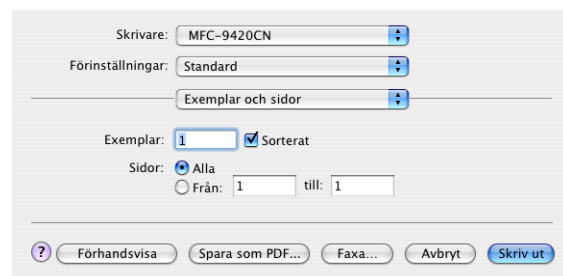 Skrivare: MFC-9420CN
Förinställningar: Standard
Exemplar och sidor
Exemplar: 1 Sorterat
Sidor: Alla
Från: 1 till: 1
? Förhandsvisa Spara som PDF... Faxa... Avbryt Skriv ut